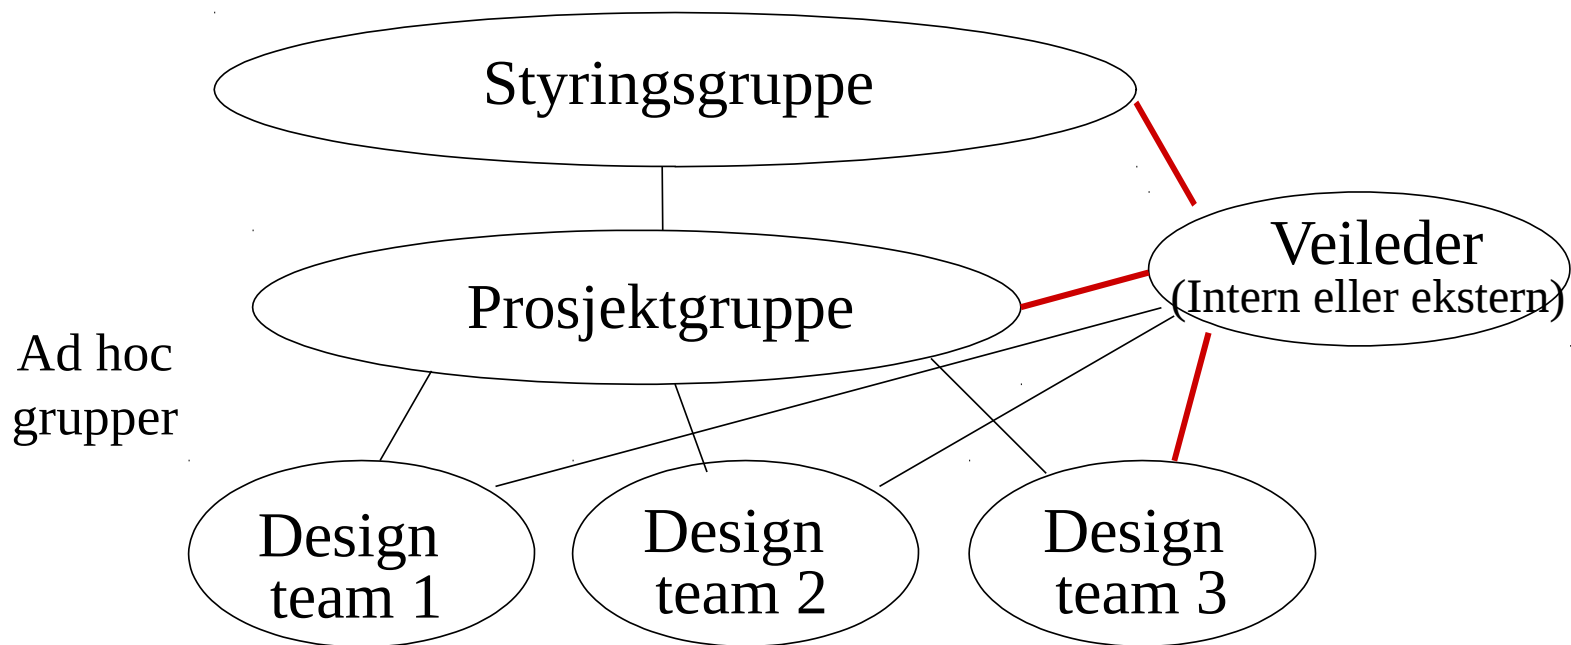 Styringsgruppe
Veileder
(Intern eller ekstern)
Prosjektgruppe
Ad hoc
grupper
Design
team 1
Design
team 2
Design
team 3